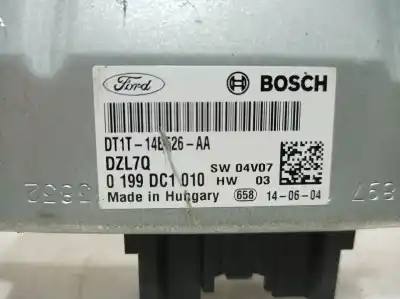 Ford BOSCH
DT1T-14B526-AA
DZL7Q SW 04V07
0 199 DC1 010 HW 03
Made in Hungary 658 14-06-04